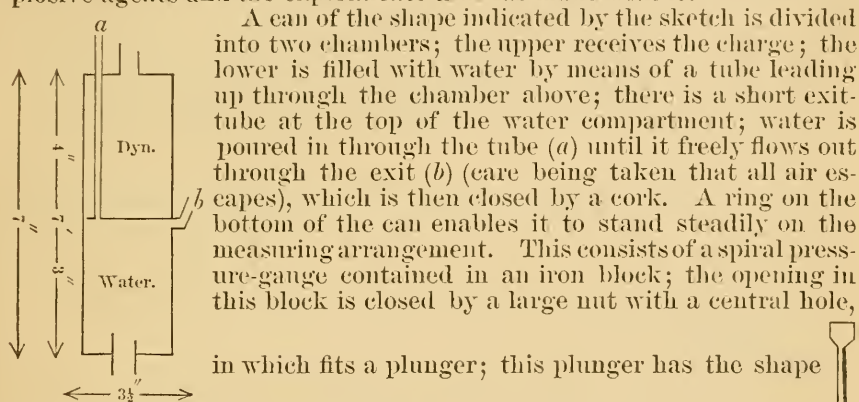 a
Dyn.
b
Water.
4″
7″
3″
7″
3½″
A can of the shape indicated by the sketch is divided
into two chambers; the upper receives the charge; the
lower is filled with water by means of a tube leading
up through the chamber above; there is a short exit-
tube at the top of the water compartment; water is
poured in through the tube (a) until it freely flows out
through the exit (b) (care being taken that all air es-
capes), which is then closed by a cork. A ring on the
bottom of the can enables it to stand steadily on the
measuring arrangement. This consists of a spiral press-
ure-gauge contained in an iron block; the opening in
this block is closed by a large nut with a central hole,
in which fits a plunger; this plunger has the shape